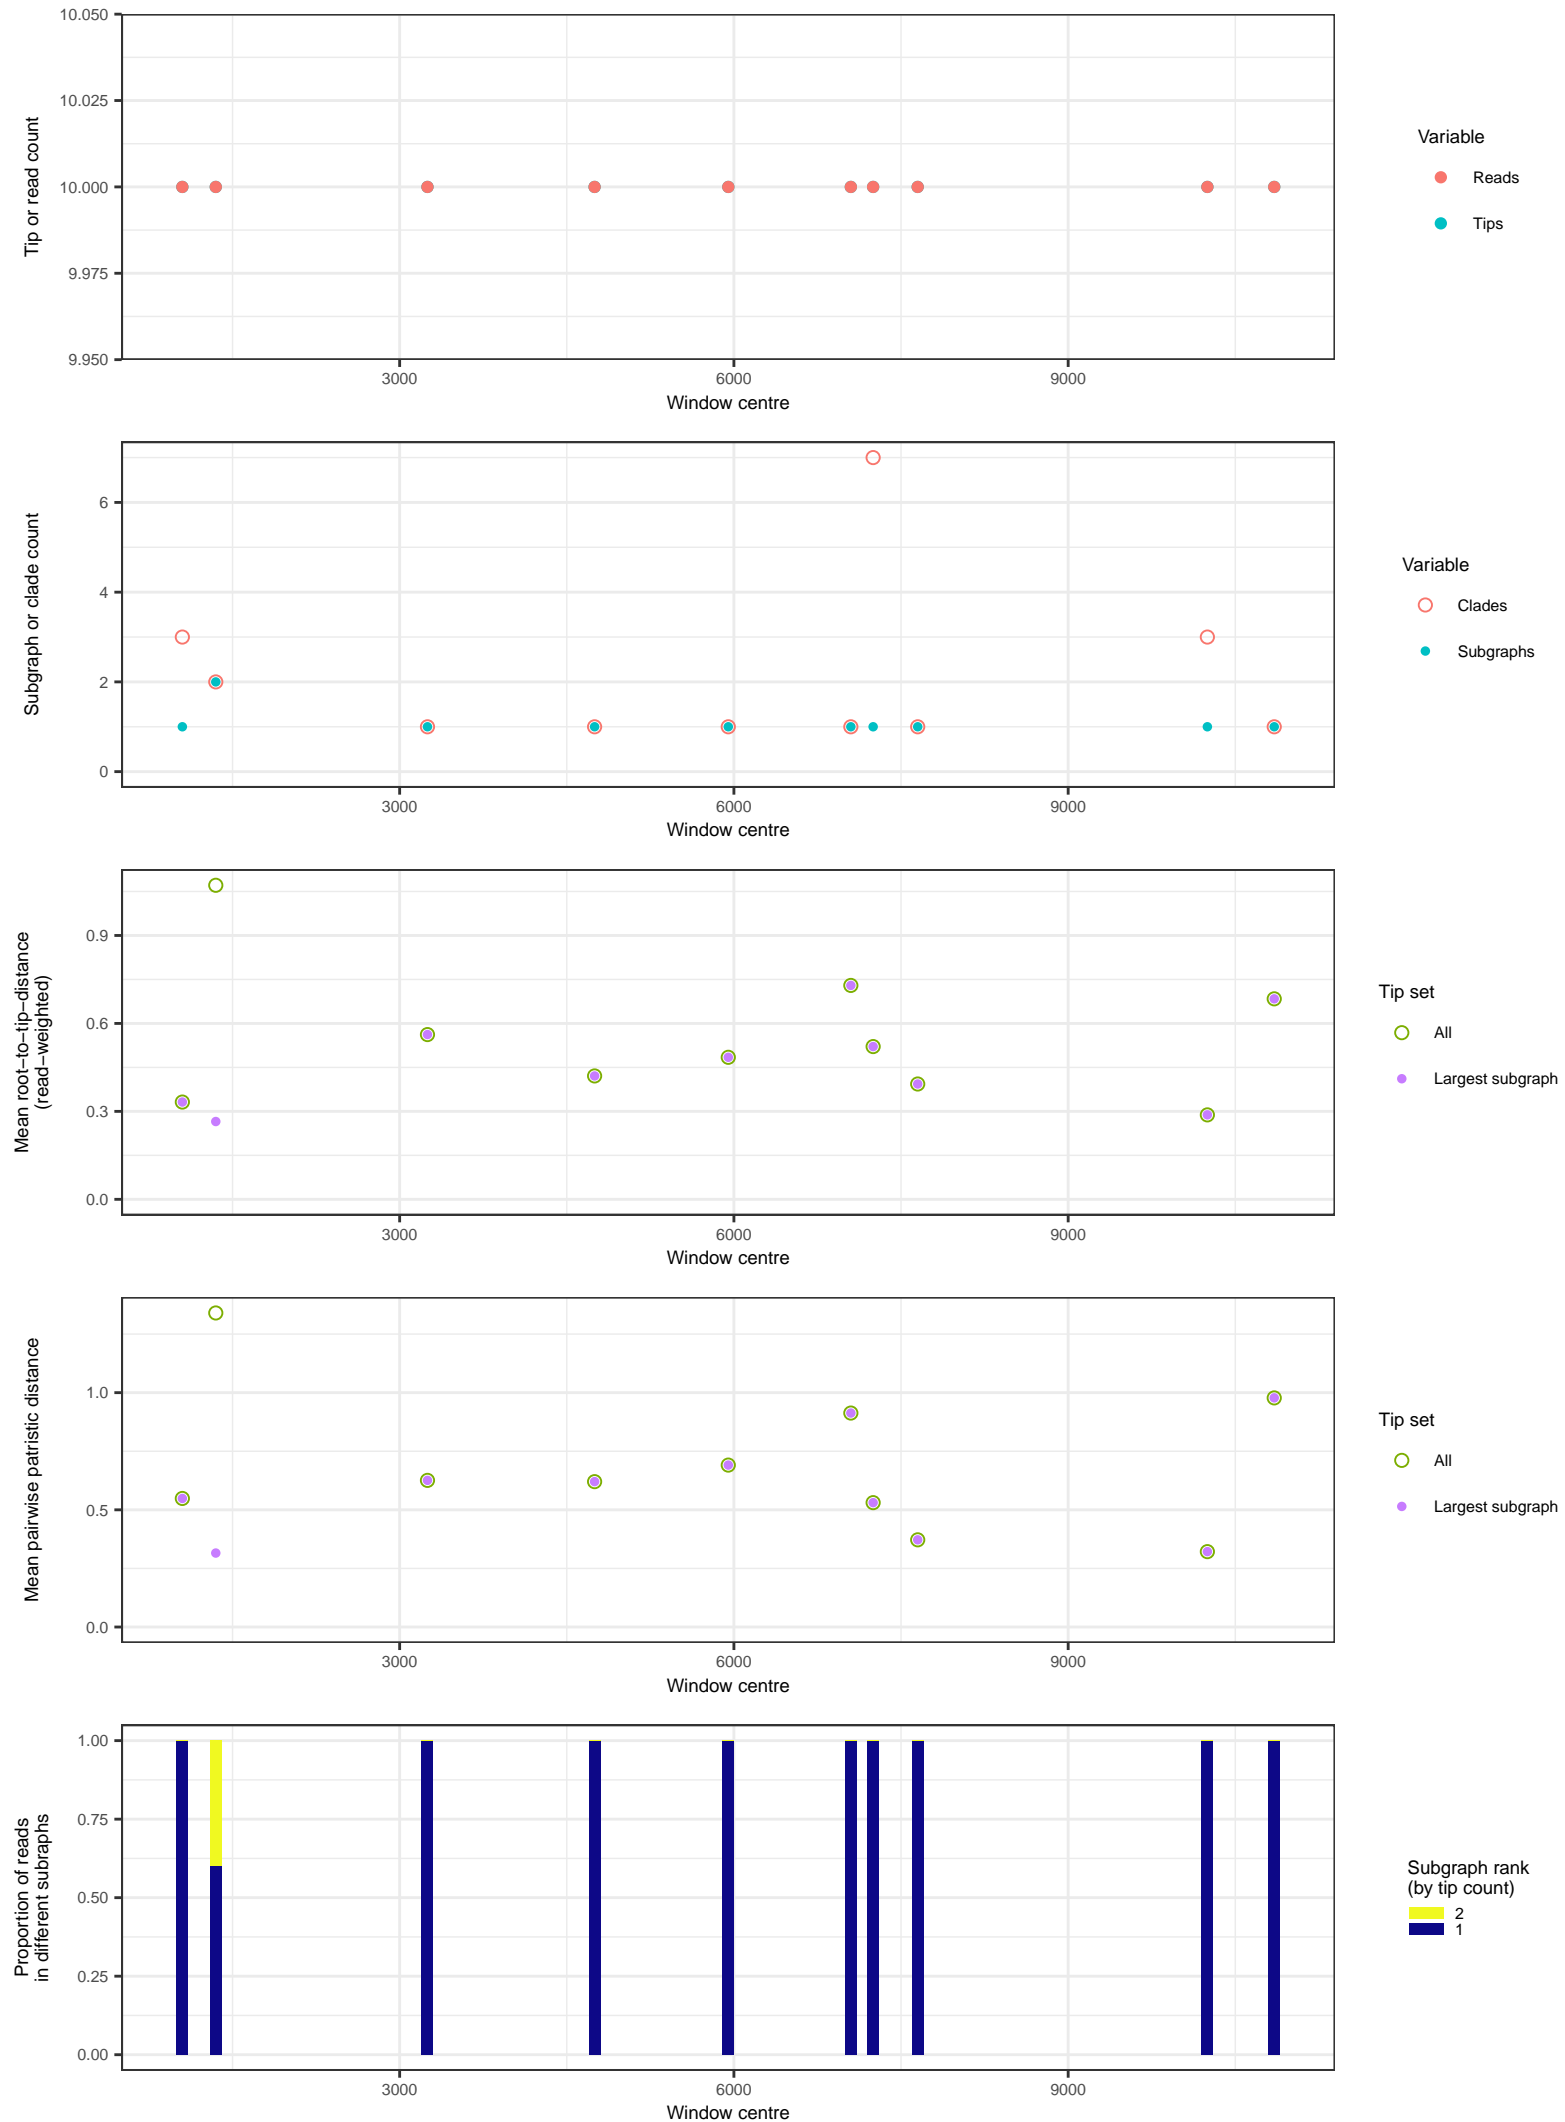 10.050
10.025
10.000
9.975
9.950
Tip or read count
3000
6000
9000
Window centre
Variable
Reads
Tips
6
4
2
0
Subgraph or clade count
3000
6000
9000
Window centre
Variable
Clades
Subgraphs
0.9
0.6
0.3
0.0
Mean root−to−tip−distance
(read−weighted)
3000
6000
9000
Window centre
Tip set
All
Largest subgraph
1.0
0.5
0.0
Mean pairwise patristic distance
3000
6000
9000
Window centre
Tip set
All
Largest subgraph
1.00
0.75
0.50
0.25
0.00
Proportion of reads
in different subraphs
3000
6000
9000
Window centre
Subgraph rank
(by tip count)
2
1